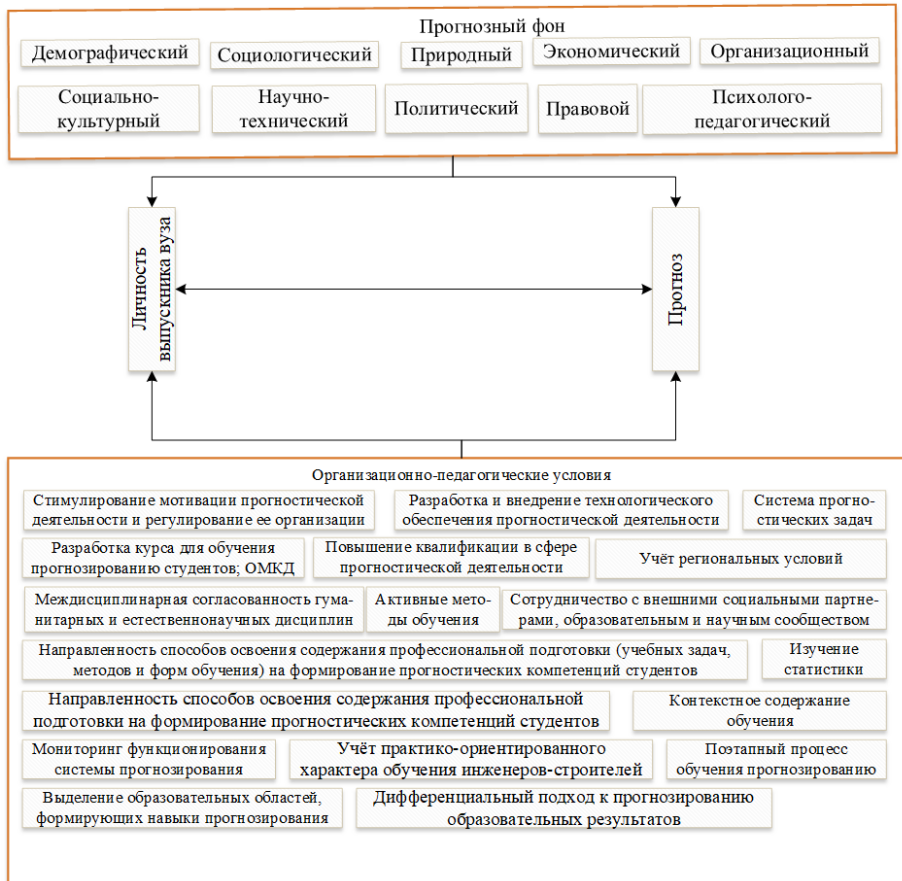 Прогнозный фон
Демографический
Социологический
Природный
Экономический
Организационный
Социально-
культурный
Научно-
технический
Политический
Правовой
Психолого-
педагогический
Личность
выпускника вуза
Прогноз
Организационно-педагогические условия
Стимулирование мотивации прогностической
деятельности и регулирование ее организации
Разработка и внедрение технологического
обеспечения прогностической деятельности
Система прогно-
стических задач
Разработка курса для обучения
прогнозированию студентов; ОМКД
Повышение квалификации в сфере
прогностической деятельности
Учёт региональных условий
Междисциплинарная согласованность гума-
нитарных и естественнонаучных дисциплин
Активные мето-
ды обучения
Сотрудничество с внешними социальными партне-
рами, образовательным и научным сообществом
Направленность способов освоения содержания профессиональной подготовки (учебных задач,
методов и форм обучения) на формирование прогностических компетенций студентов
Изучение
статистики
Направленность способов освоения содержания профессиональной
подготовки на формирование прогностических компетенций студентов
Контекстное содержание
обучения
Мониторинг функционирования
системы прогнозирования
Учёт практико-ориентированного
характера обучения инженеров-строителей
Поэтапный процесс
обучения прогнозированию
Выделение образовательных областей,
формирующих навыки прогнозирования
Дифференциальный подход к прогнозированию
образовательных результатов